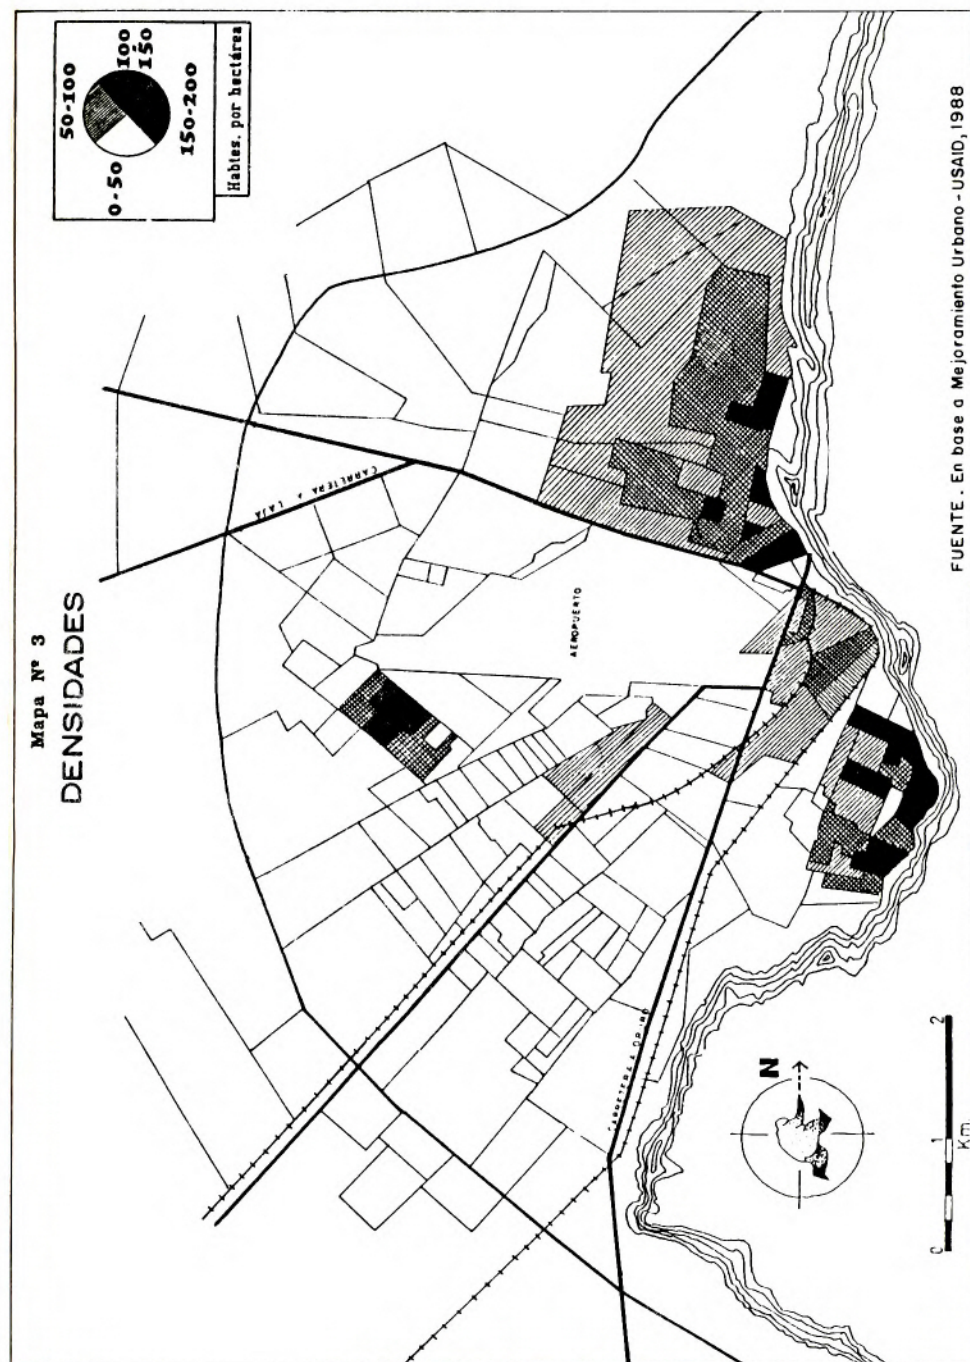 Mapa Nº 3
DENSIDADES
50-100
100
150
0-50
150-200
Habtes. por hectárea
CARRETERA A LAJA
AEROPUERTO
CARRETERA A ORURO
N
0
1
2
Km.
FUENTE. En base a Mejoramiento Urbano - USAID, 1988